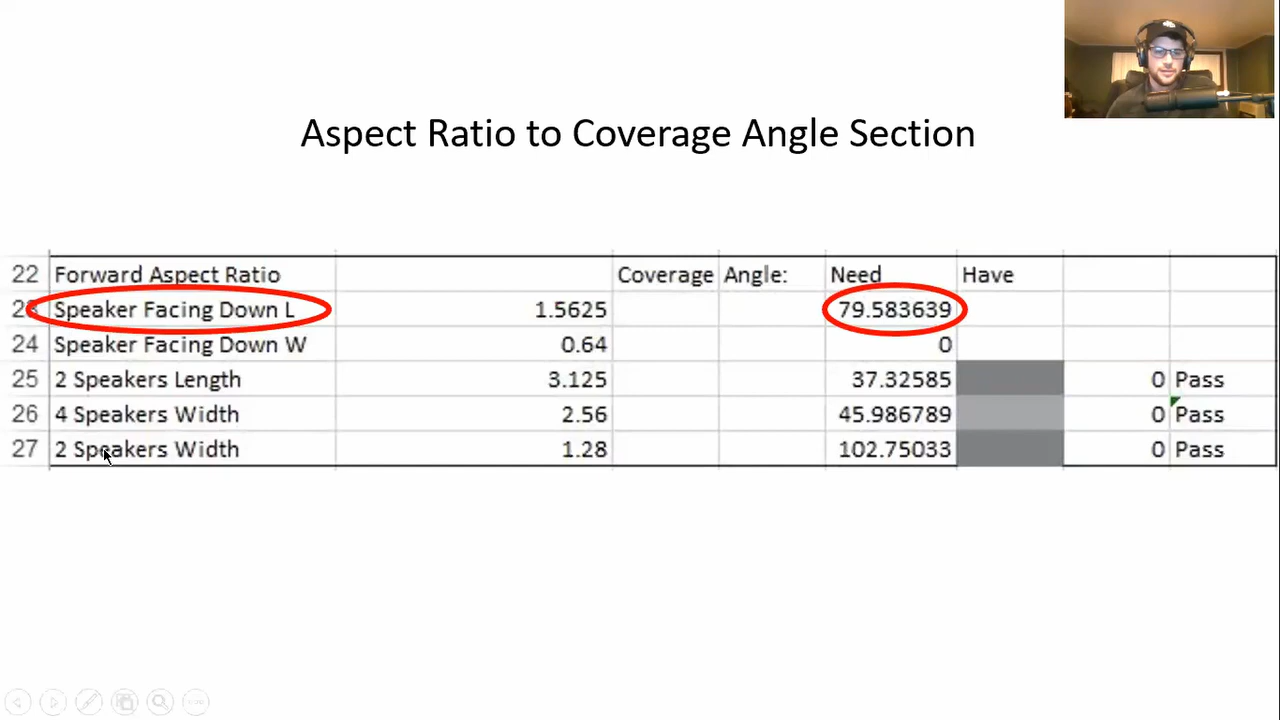 Aspect Ratio to Coverage Angle Section
22 Forward Aspect Ratio Coverage Angle: Need Have
23 Speaker Facing Down L 1.5625 79.583639
24 Speaker Facing Down W 0.64 0
25 2 Speakers Length 3.125 37.32585 0 Pass
26 4 Speakers Width 2.56 45.986789 0 Pass
27 2 Speakers Width 1.28 102.75033 0 Pass